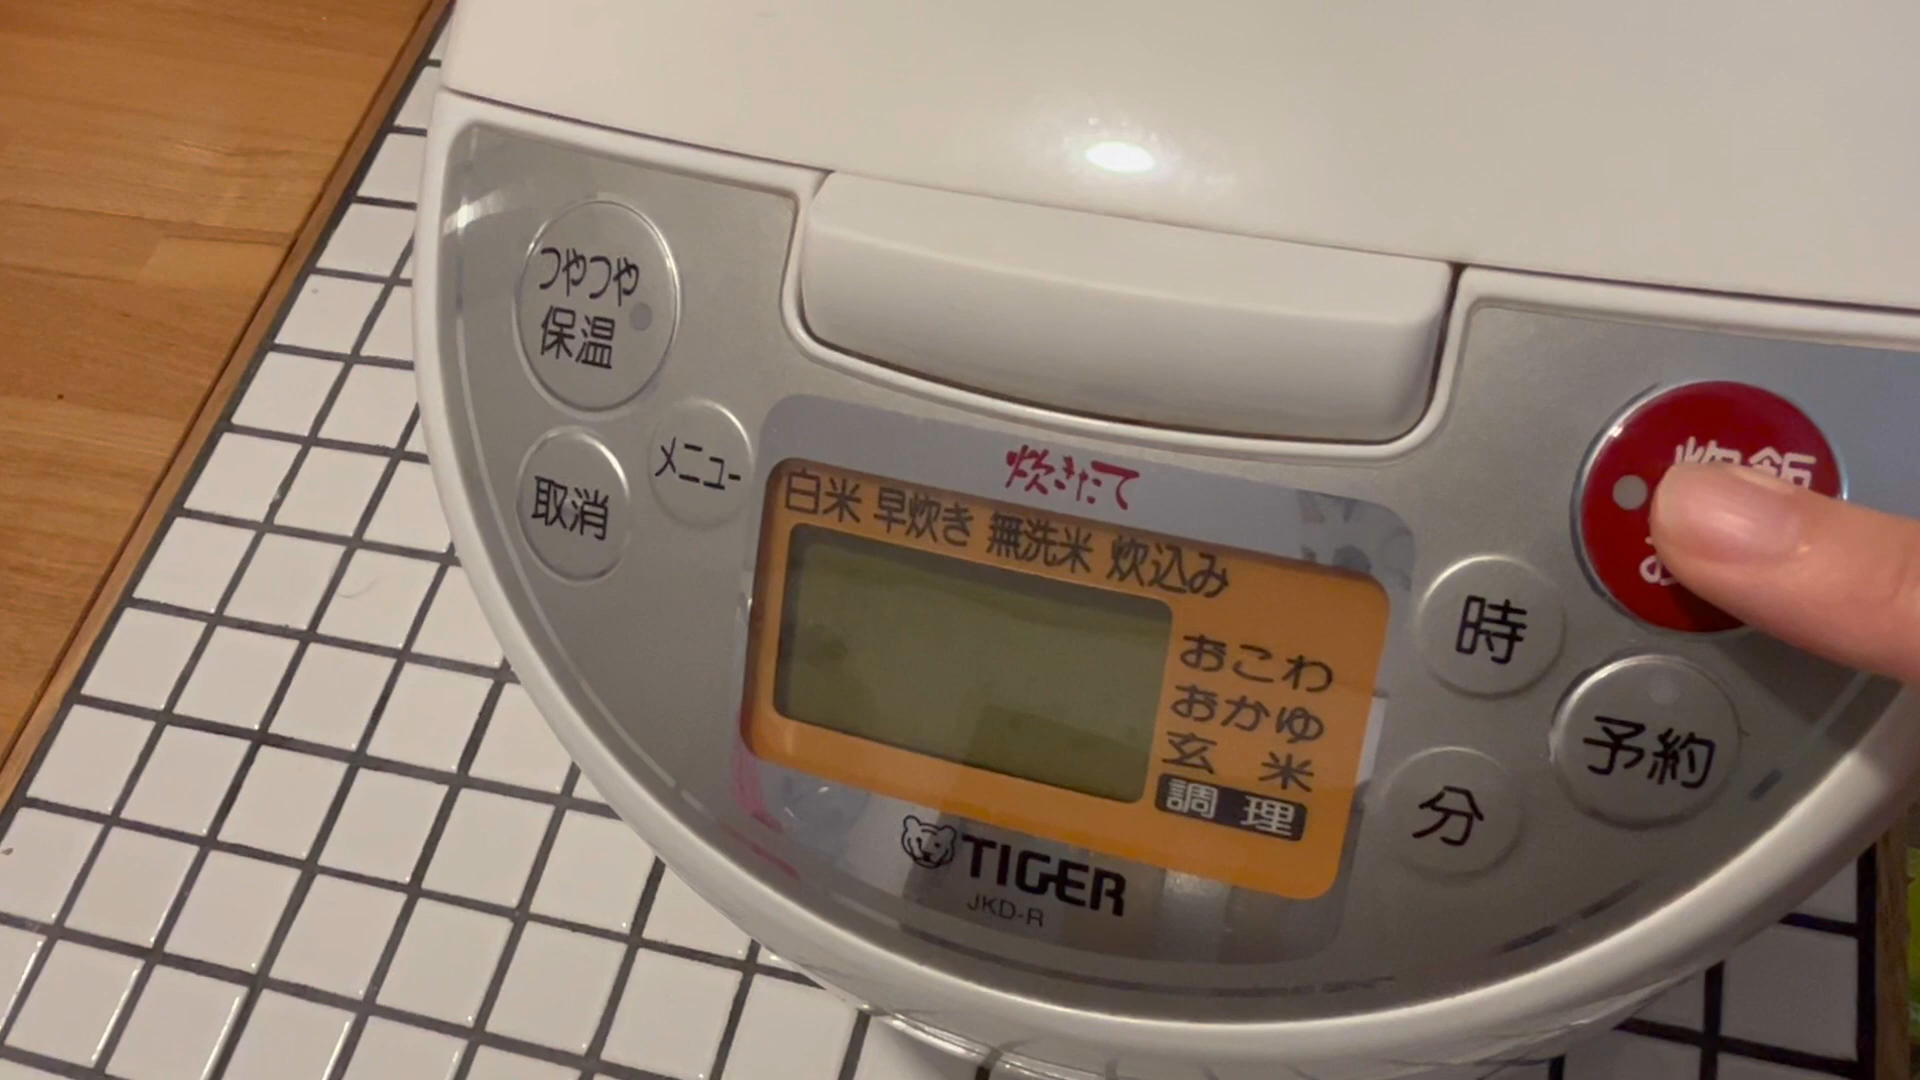 つやつや
保温
取消
メニュー
炊きたて
白米 早炊き 無洗米 炊込み
おこわ
おかゆ
玄米
調理
TIGER
JKD-R
時
分
予約